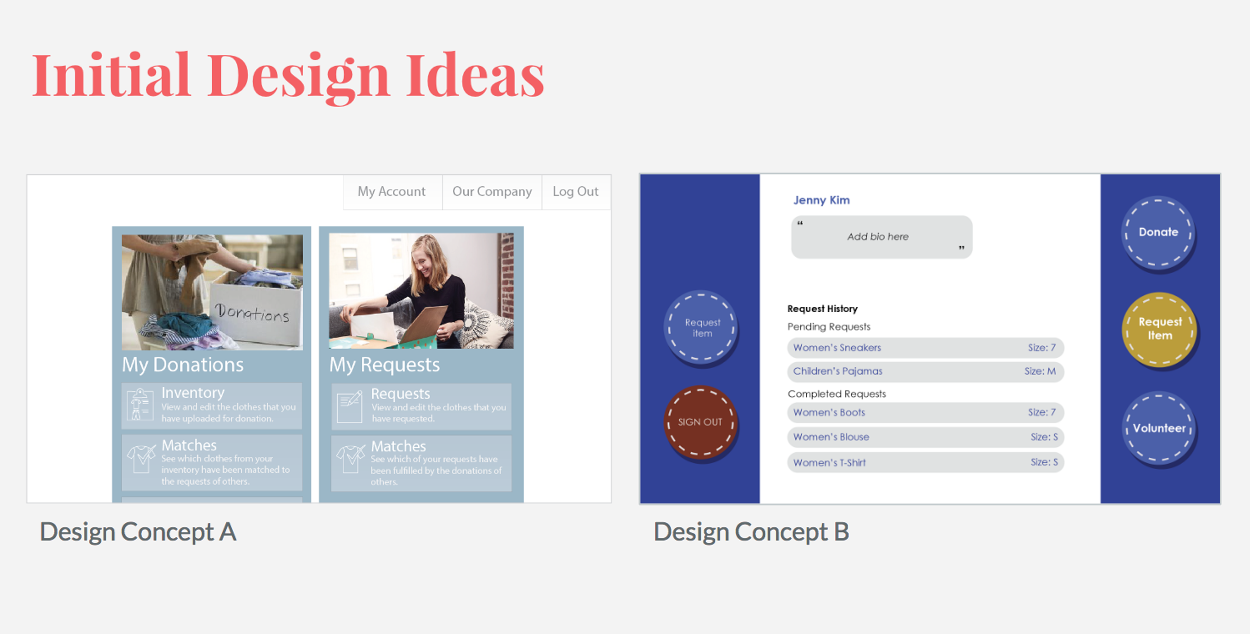 Initial Design Ideas
My Account Our Company Log Out
Donations
My Donations
Inventory
View and edit the clothes that you
have uploaded for donation.
Matches
See which clothes from your
inventory have been matched to
the requests of others.
My Requests
Requests
View and edit the clothes that you
have requested.
Matches
See which of your requests have
been fulfilled by the donations of
others.
Design Concept A
Request
item
SIGN OUT
Jenny Kim
“
Add bio here
”
Request History
Pending Requests
Women's Sneakers Size: 7
Children's Pajamas Size: M
Completed Requests
Women's Boots Size: 7
Women's Blouse Size: S
Women's T-Shirt Size: S
Donate
Request
Item
Volunteer
Design Concept B